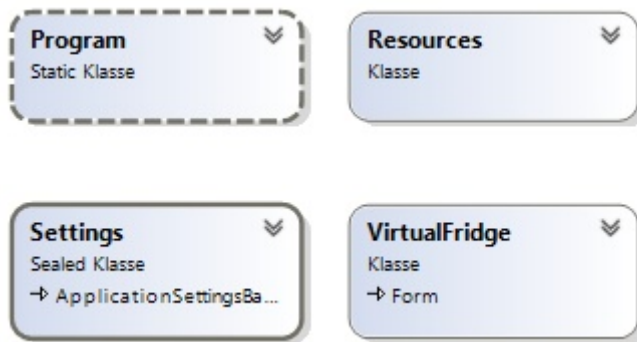 Program
Static Klasse
Resources
Klasse
Settings
Sealed Klasse
ApplicationSettingsBa...
VirtualFridge
Klasse
Form